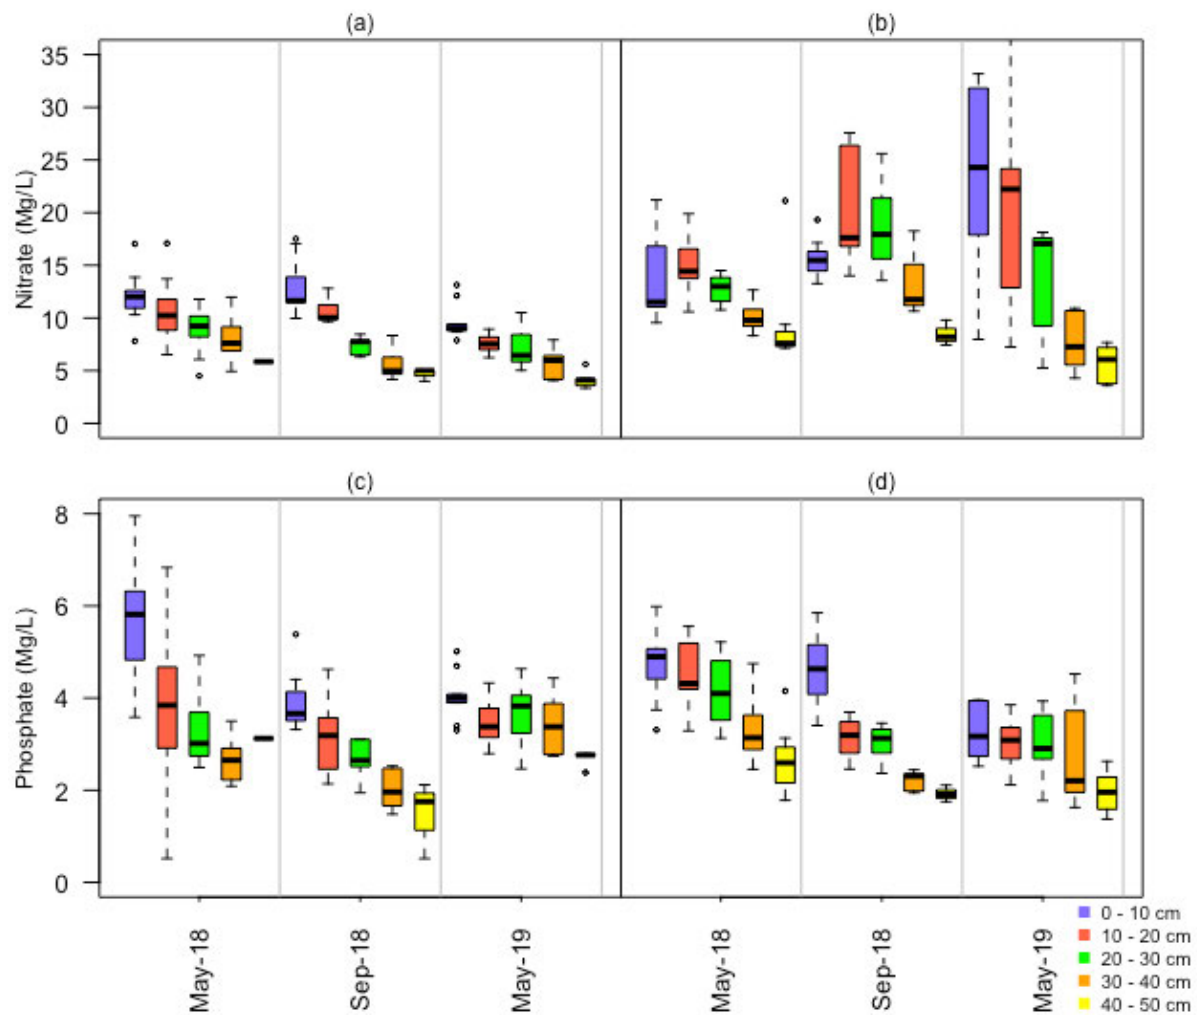 (a) (b)
35
30
25
20
15
10
5
0
Nitrate (Mg/L)
(c) (d)
8
6
4
2
0
Phosphate (Mg/L)
May-18 Sep-18 May-19 May-18 Sep-18 May-19
0 - 10 cm
10 - 20 cm
20 - 30 cm
30 - 40 cm
40 - 50 cm